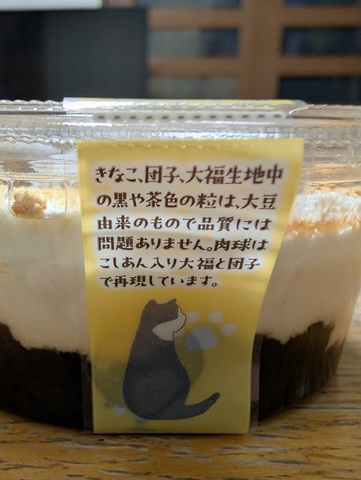 きなこ、団子、大福生地中
の黒や茶色の粒は、大豆
由来のもので品質には
問題ありません。肉球は
こしあん入り大福と団子
で再現しています。